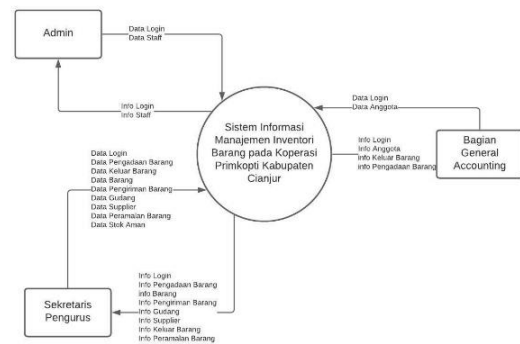 Admin
Data Login
Data Staff
Info Login
Info Staff
Sistem Informasi
Manajemen Inventori
Barang pada Koperasi
Primkopti Kabupaten
Cianjur
Data Login
Data Anggota
Info Login
Info Anggota
info Keluar Barang
info Pengadaan Barang
Bagian
General
Accounting
Data Login
Data Pengadaan Barang
Data Keluar Barang
Data Barang
Data Pengiriman Barang
Data Gudang
Data Supplier
Data Peramalan Barang
Data Stok Aman
Sekretaris
Pengurus
Info Login
Info Pengadaan Barang
info Barang
Info Pengiriman Barang
Info Gudang
Info Supplier
Info Keluar Barang
Info Peramalan Barang